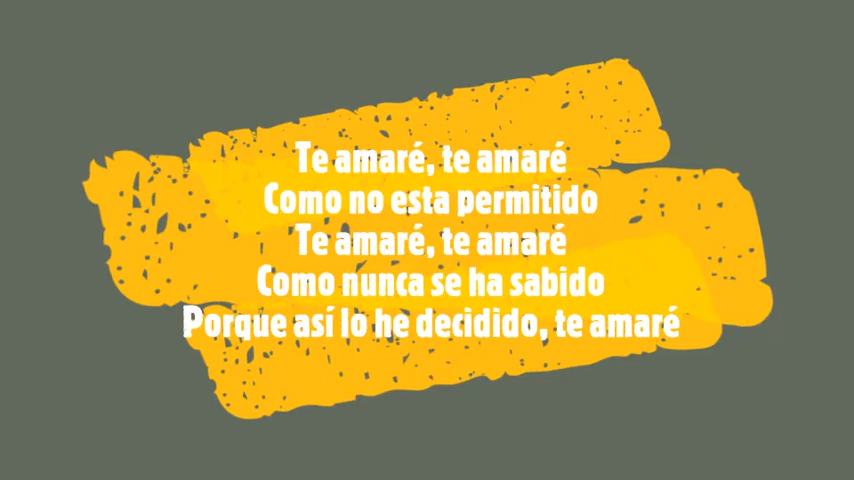 Te amaré, te amaré
Como no esta permitido
Te amaré, te amaré
Como nunca se ha sabido
Porque así lo he decidido, te amaré